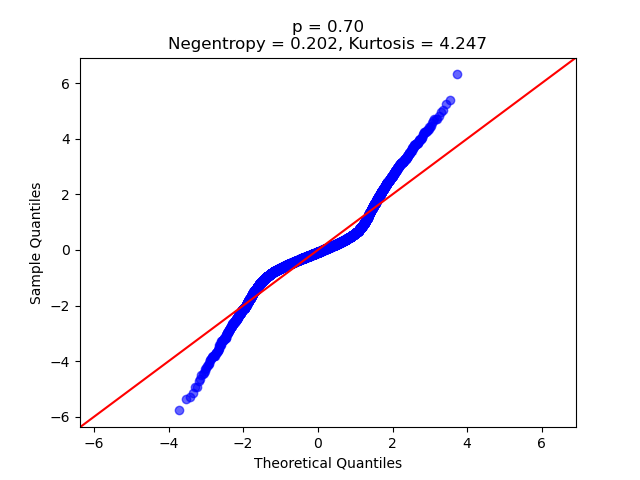 p = 0.70
Negentropy = 0.202, Kurtosis = 4.247
6
4
2
0
−2
−4
−6
Sample Quantiles
−6 −4 −2 0 2 4 6
Theoretical Quantiles